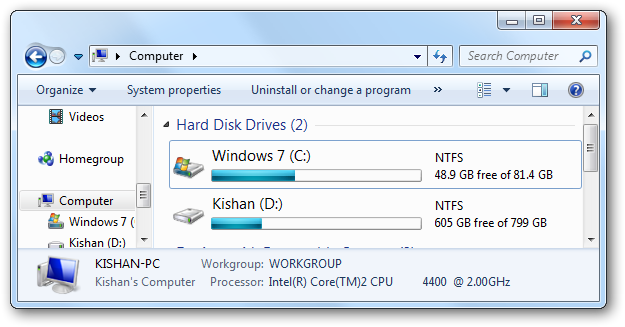 Computer
Search Computer
Organize System properties Uninstall or change a program »
Videos
Homegroup
Computer
Windows 7 (
Kishan (D:)
Hard Disk Drives (2)
Windows 7 (C:) NTFS
48.9 GB free of 81.4 GB
Kishan (D:) NTFS
605 GB free of 799 GB
KISHAN-PC Workgroup: WORKGROUP
Kishan's Computer Processor: Intel(R) Core(TM)2 CPU 4400 @ 2.00GHz